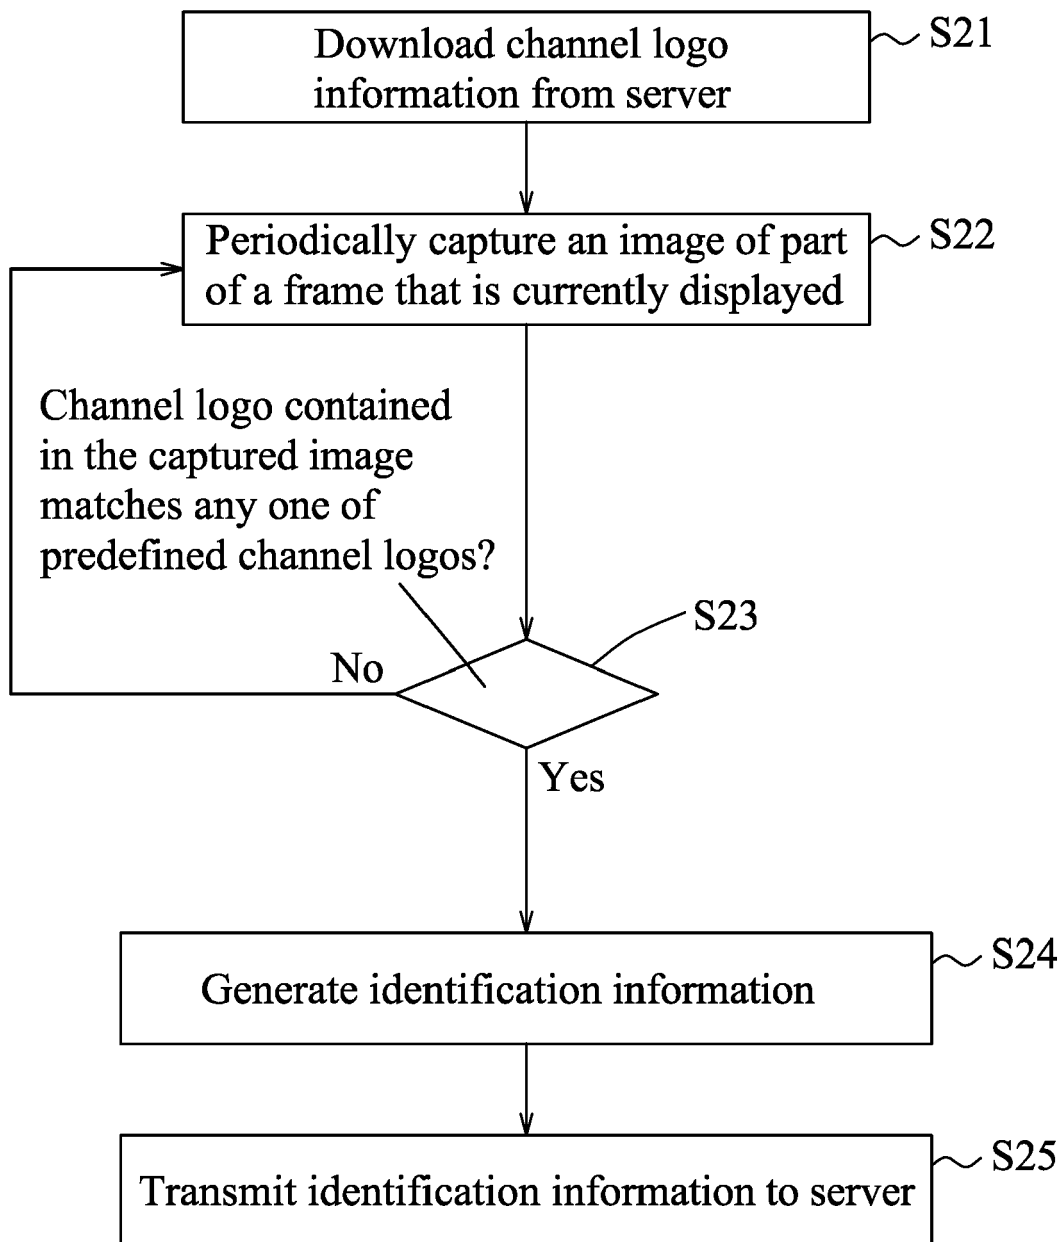 Download channel logo
information from server
S21
Periodically capture an image of part
of a frame that is currently displayed
S22
Channel logo contained
in the captured image
matches any one of
predefined channel logos?
S23
No
Yes
Generate identification information
S24
Transmit identification information to server
S25